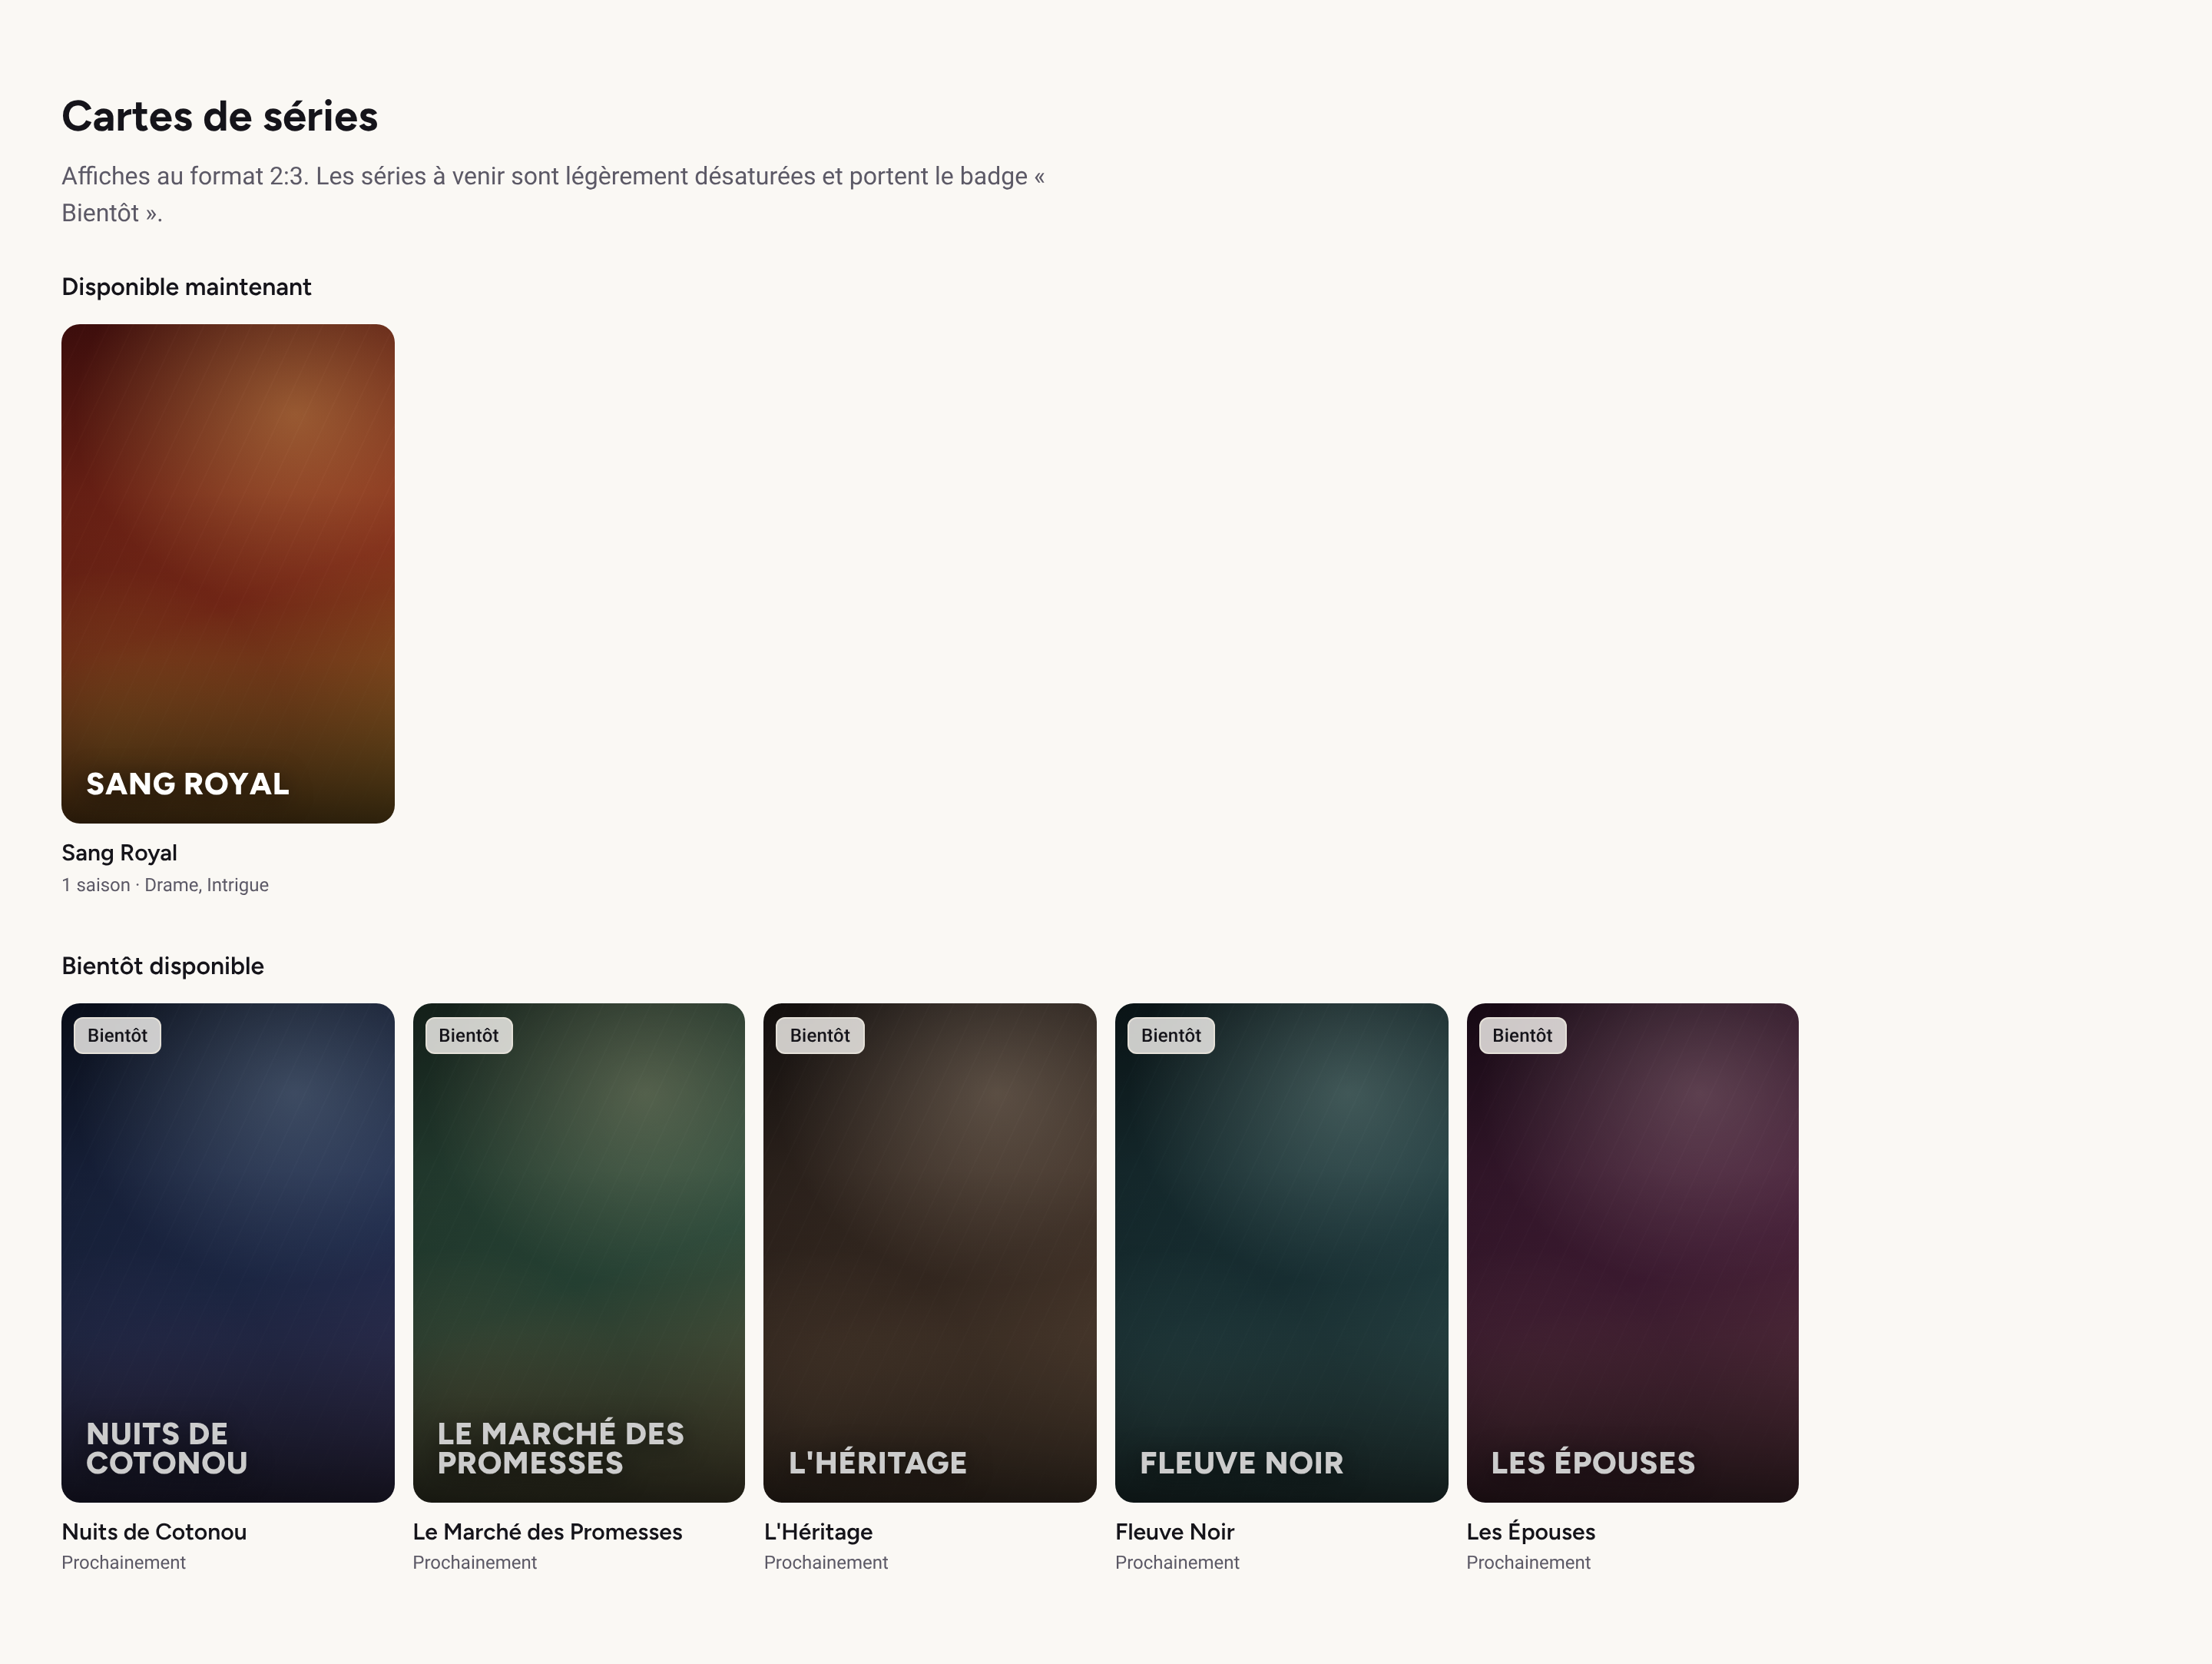 Cartes de séries
Affiches au format 2:3. Les séries à venir sont légèrement désaturées et portent le badge «
Bientôt ».
Disponible maintenant
SANG ROYAL
Sang Royal
1 saison · Drame, Intrigue
Bientôt disponible
Bientôt
NUITS DE
COTONOU
Nuits de Cotonou
Prochainement
Bientôt
LE MARCHÉ DES
PROMESSES
Le Marché des Promesses
Prochainement
Bientôt
L'HÉRITAGE
L'Héritage
Prochainement
Bientôt
FLEUVE NOIR
Fleuve Noir
Prochainement
Bientôt
LES ÉPOUSES
Les Épouses
Prochainement